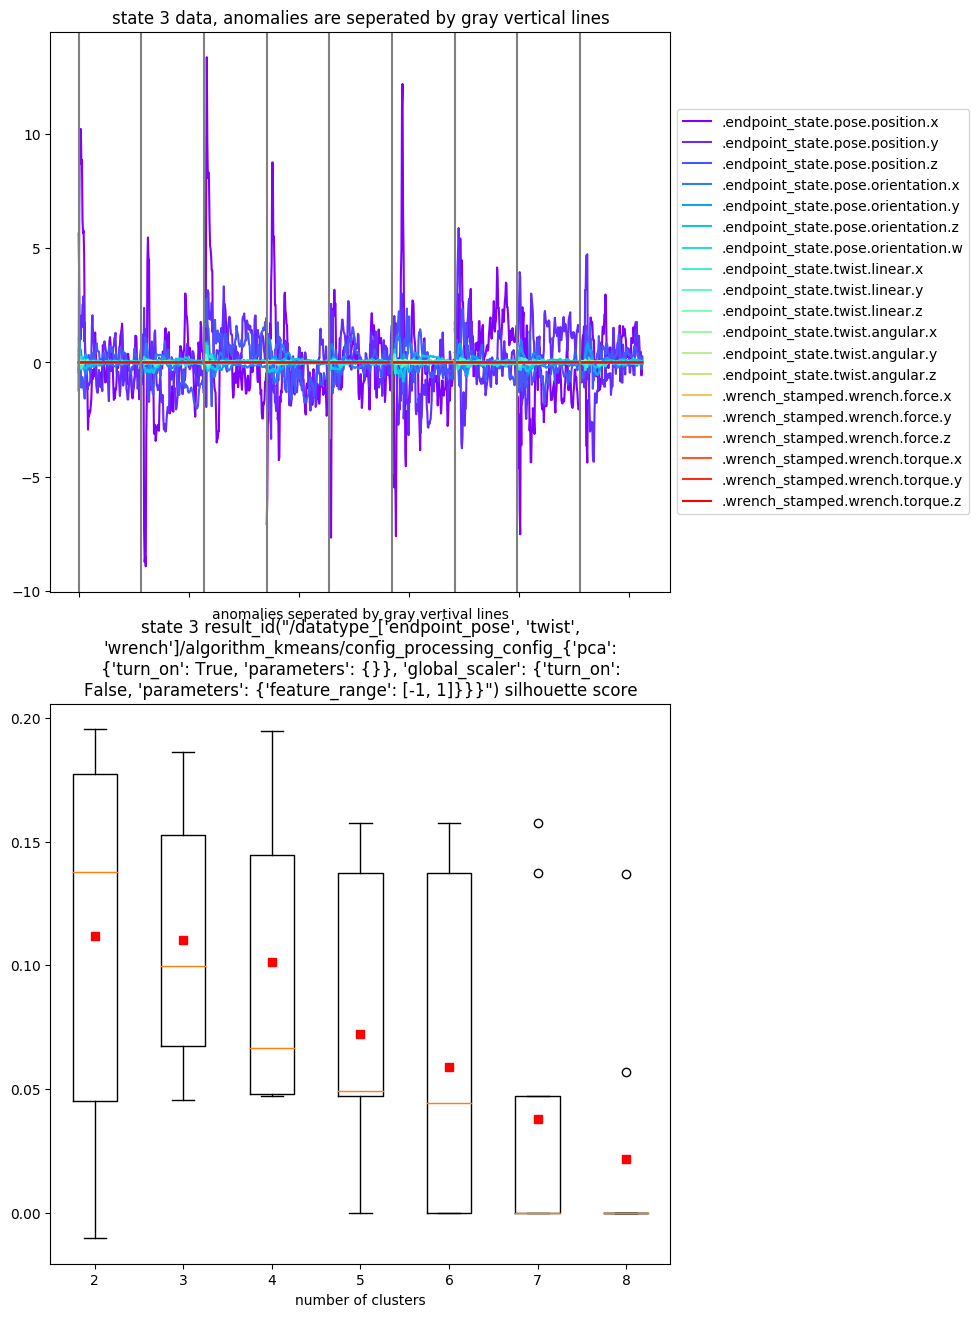 state 3 data, anomalies are seperated by gray vertical lines
10
5
0
−5
−10
.endpoint_state.pose.position.x
.endpoint_state.pose.position.y
.endpoint_state.pose.position.z
.endpoint_state.pose.orientation.x
.endpoint_state.pose.orientation.y
.endpoint_state.pose.orientation.z
.endpoint_state.pose.orientation.w
.endpoint_state.twist.linear.x
.endpoint_state.twist.linear.y
.endpoint_state.twist.linear.z
.endpoint_state.twist.angular.x
.endpoint_state.twist.angular.y
.endpoint_state.twist.angular.z
.wrench_stamped.wrench.force.x
.wrench_stamped.wrench.force.y
.wrench_stamped.wrench.force.z
.wrench_stamped.wrench.torque.x
.wrench_stamped.wrench.torque.y
.wrench_stamped.wrench.torque.z
anomalies seperated by gray vertival lines
state 3 result_id("/datatype_['endpoint_pose', 'twist',
'wrench']/algorithm_kmeans/config_processing_config_{'pca':
{'turn_on': True, 'parameters': {}}, 'global_scaler': {'turn_on':
False, 'parameters': {'feature_range': [-1, 1]}}}") silhouette score
0.20
0.15
0.10
0.05
0.00
2 3 4 5 6 7 8
number of clusters